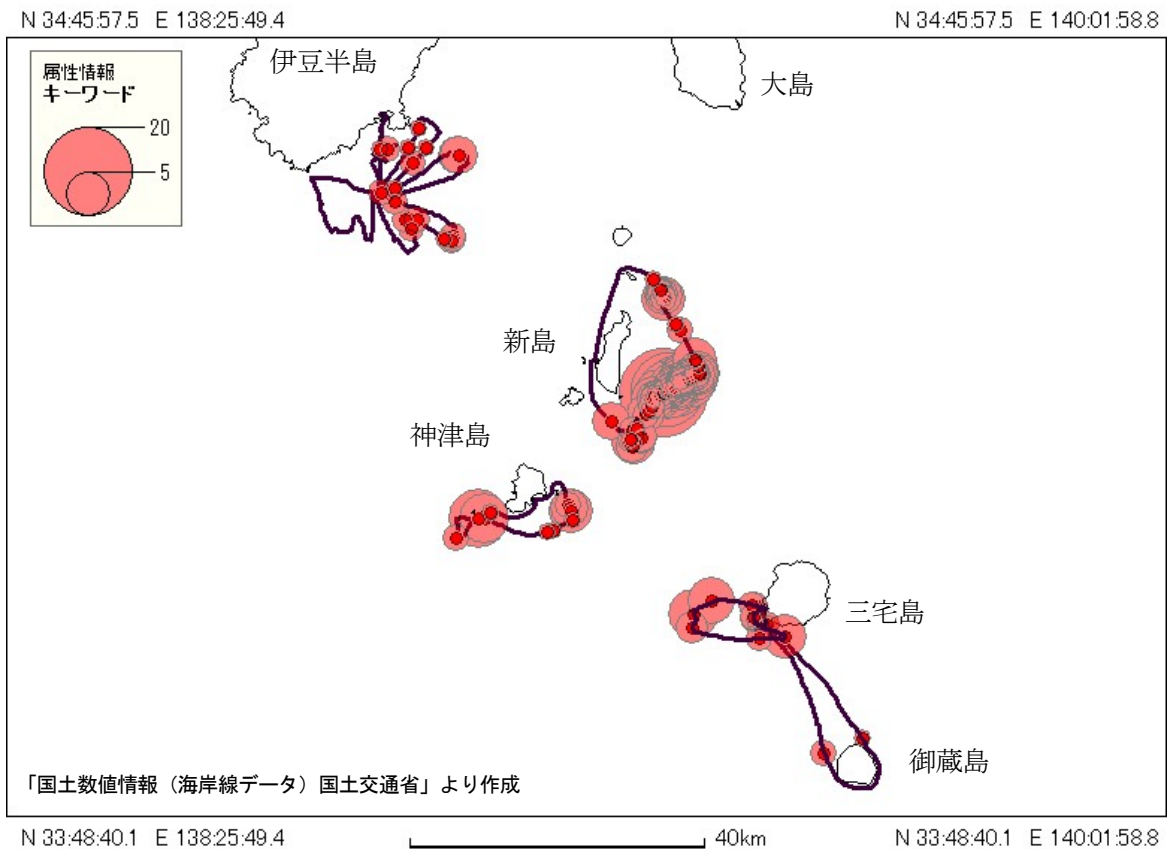 N 34:45:57.5 E 138:25:49.4
N 34:45:57.5 E 140:01:58.8
伊豆半島
大島
属性情報
キーワード
20
5
新島
神津島
三宅島
御蔵島
「国土数値情報（海岸線データ）国土交通省」より作成
N 33:48:40.1 E 138:25:49.4
40km
N 33:48:40.1 E 140:01:58.8